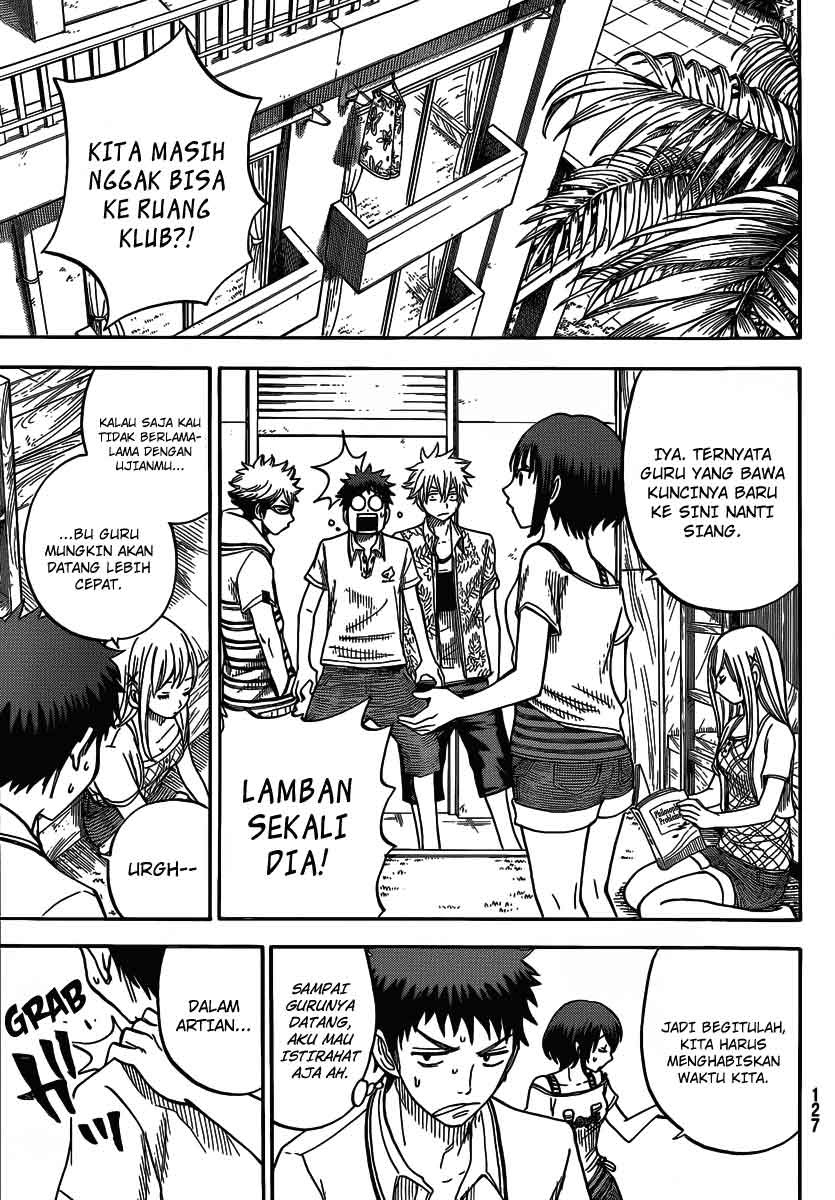 KITA MASIH
NGGAK BISA
KE RUANG
KLUB?!
IYA. TERNYATA
GURU YANG BAWA
KUNCINYA BARU
KE SINI NANTI
SIANG.
LAMBAN
SEKALI
DIA!
Philosophy
Problems
KALAU SAJA KAU
TIDAK BERLAMA-
LAMA DENGAN
UJIANMU...
...BU GURU
MUNGKIN AKAN
DATANG LEBIH
CEPAT.
URGH--
JADI BEGITULAH,
KITA HARUS
MENGHABISKAN
WAKTU KITA.
SAMPAI
GURUNYA
DATANG,
AKU MAU
ISTIRAHAT
AJA AH.
DALAM
ARTIAN...
GRAB
127